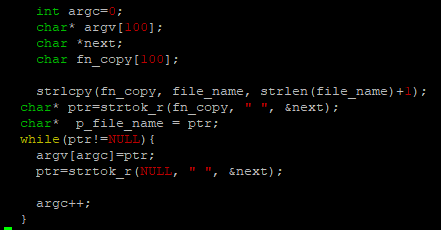 int argc=0;
char* argv[100];
char *next;
char fn_copy[100];
strlcpy(fn_copy, file_name, strlen(file_name)+1);
char* ptr=strtok_r(fn_copy, " ", &next);
char*  p_file_name = ptr;
while(ptr!=NULL){
argv[argc]=ptr;
ptr=strtok_r(NULL, " ", &next);
argc++;
}